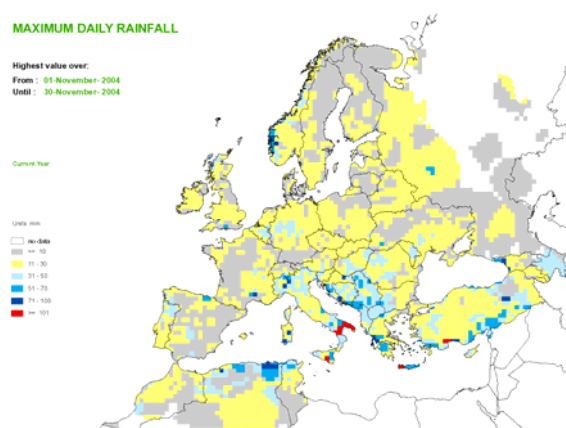 MAXIMUM DAILY RAINFALL
Highest value over:
From : 01-November- 2004
Until : 30-November- 2004
Current Year
Units mm
no data
<= 10
11 - 30
31 - 50
51 - 70
71 - 100
>= 101